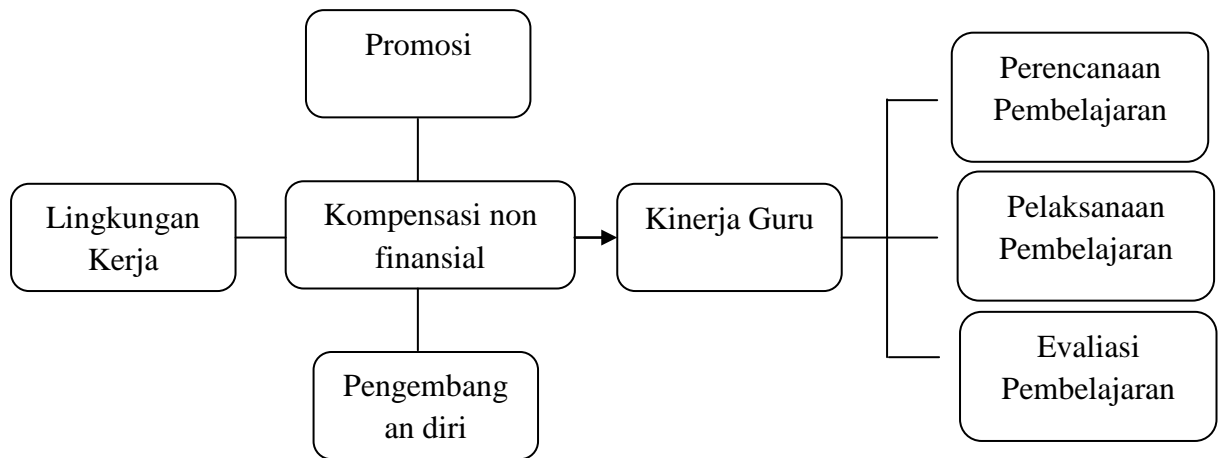 Promosi
Lingkungan
Kerja
Kompensasi non
finansial
Pengembang
an diri
Kinerja Guru
Perencanaan
Pembelajaran
Pelaksanaan
Pembelajaran
Evaliasi
Pembelajaran